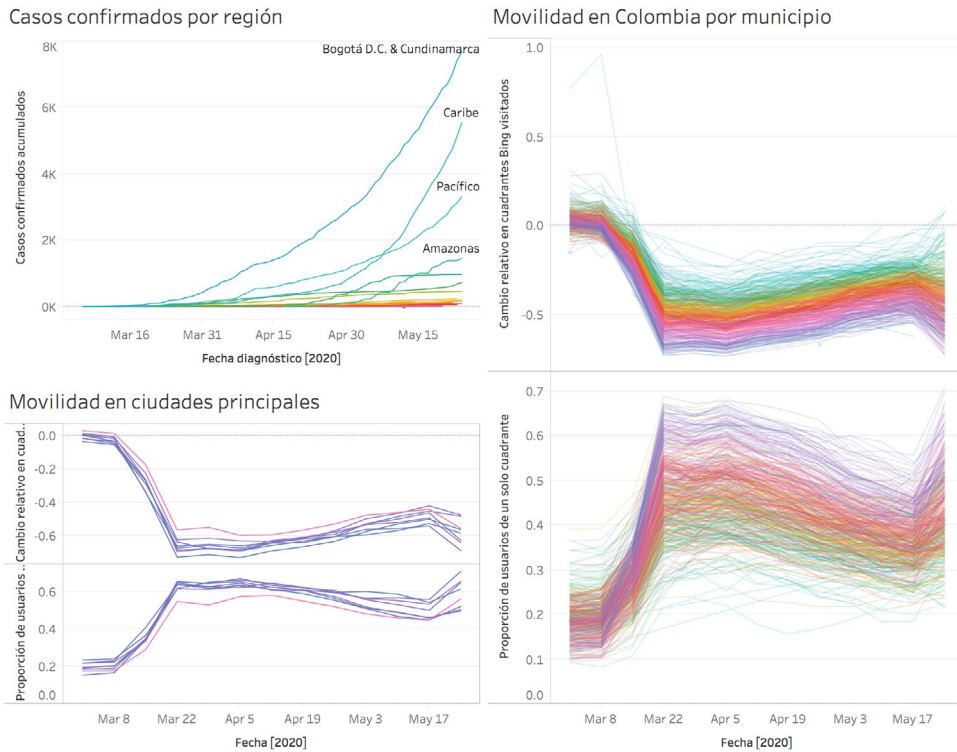 Casos confirmados por región
8K
6K
4K
2K
0K
Casos confirmados acumulados
Bogotá D.C. & Cundinamarca
Caribe
Pacífico
Amazonas
Mar 16
Mar 31
Apr 15
Apr 30
May 15
Fecha diagnóstico [2020]
Movilidad en ciudades principales
0.0
-0.2
-0.4
-0.6
Cambio relativo en cuad..
0.6
0.4
0.2
0.0
Proporción de usuarios ..
Mar 8
Mar 22
Apr 5
Apr 19
May 3
May 17
Fecha [2020]
Movilidad en Colombia por municipio
1.0
0.5
0.0
-0.5
Cambio relativo en cuadrantes Bing visitados
0.7
0.6
0.5
0.4
0.3
0.2
0.1
0.0
Proporción de usuarios de un solo cuadrante
Mar 8
Mar 22
Apr 5
Apr 19
May 3
May 17
Fecha [2020]